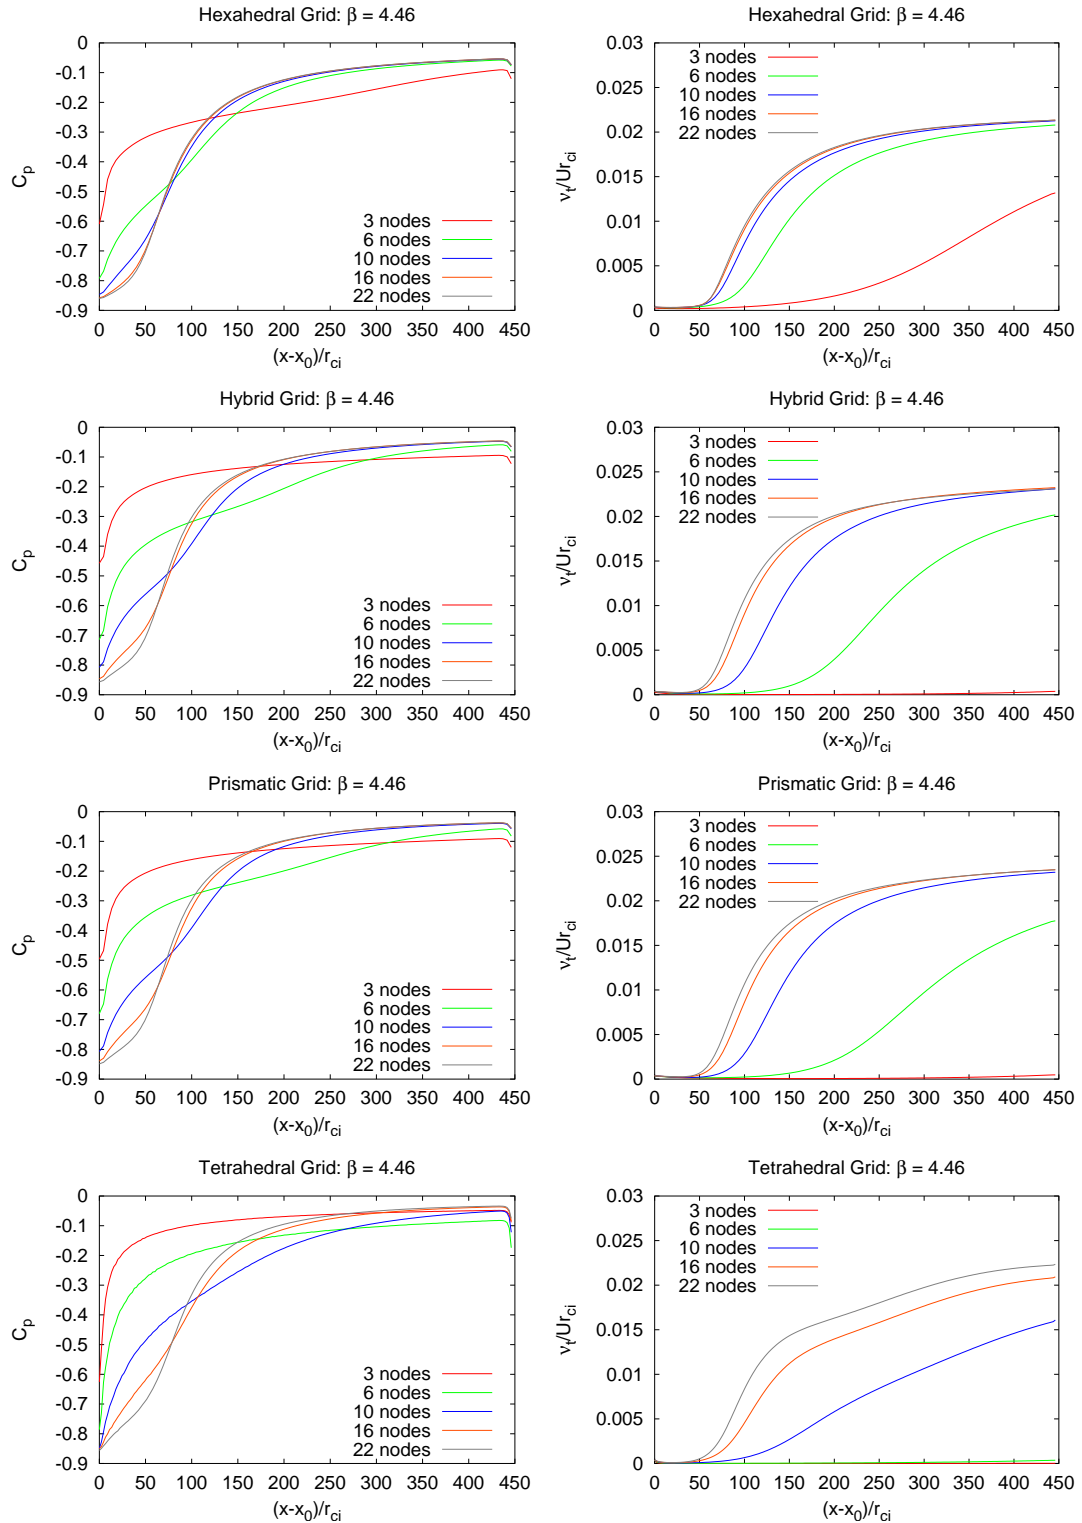 Hexahedral Grid: β = 4.46
0
-0.1
-0.2
-0.3
-0.4
-0.5
-0.6
-0.7
-0.8
-0.9
C_p
3 nodes
6 nodes
10 nodes
16 nodes
22 nodes
0 50 100 150 200 250 300 350 400 450
(x-x_0)/r_ci
Hexahedral Grid: β = 4.46
0.03
0.025
0.02
0.015
0.01
0.005
0
ν_t/Ur_ci
3 nodes
6 nodes
10 nodes
16 nodes
22 nodes
0 50 100 150 200 250 300 350 400 450
(x-x_0)/r_ci
Hybrid Grid: β = 4.46
0
-0.1
-0.2
-0.3
-0.4
-0.5
-0.6
-0.7
-0.8
-0.9
C_p
3 nodes
6 nodes
10 nodes
16 nodes
22 nodes
0 50 100 150 200 250 300 350 400 450
(x-x_0)/r_ci
Hybrid Grid: β = 4.46
0.03
0.025
0.02
0.015
0.01
0.005
0
ν_t/Ur_ci
3 nodes
6 nodes
10 nodes
16 nodes
22 nodes
0 50 100 150 200 250 300 350 400 450
(x-x_0)/r_ci
Prismatic Grid: β = 4.46
0
-0.1
-0.2
-0.3
-0.4
-0.5
-0.6
-0.7
-0.8
-0.9
C_p
3 nodes
6 nodes
10 nodes
16 nodes
22 nodes
0 50 100 150 200 250 300 350 400 450
(x-x_0)/r_ci
Prismatic Grid: β = 4.46
0.03
0.025
0.02
0.015
0.01
0.005
0
ν_t/Ur_ci
3 nodes
6 nodes
10 nodes
16 nodes
22 nodes
0 50 100 150 200 250 300 350 400 450
(x-x_0)/r_ci
Tetrahedral Grid: β = 4.46
0
-0.1
-0.2
-0.3
-0.4
-0.5
-0.6
-0.7
-0.8
-0.9
C_p
3 nodes
6 nodes
10 nodes
16 nodes
22 nodes
0 50 100 150 200 250 300 350 400 450
(x-x_0)/r_ci
Tetrahedral Grid: β = 4.46
0.03
0.025
0.02
0.015
0.01
0.005
0
ν_t/Ur_ci
3 nodes
6 nodes
10 nodes
16 nodes
22 nodes
0 50 100 150 200 250 300 350 400 450
(x-x_0)/r_ci